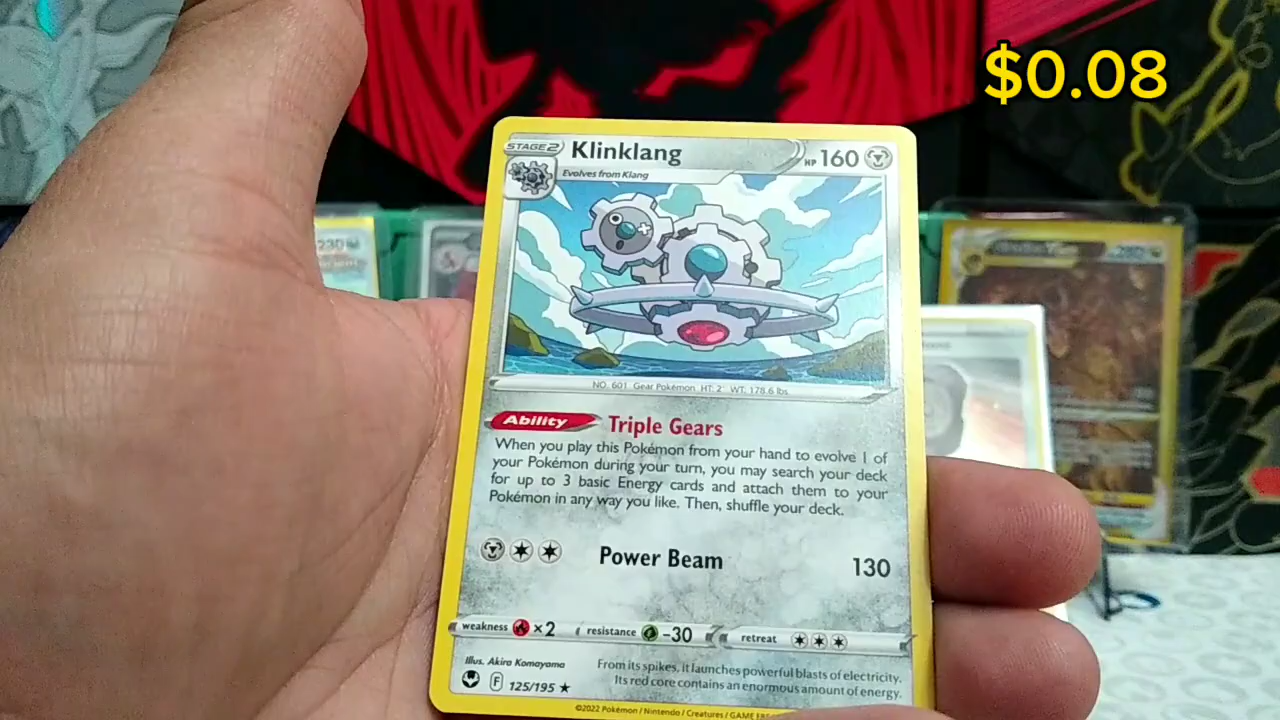 $0.08
STAGE 2 Klinklang HP 160
Evolves from Klang
230
NO. 601 Gear Pokémon HT: 2' WT: 178.6 lbs.
Ability Triple Gears
When you play this Pokémon from your hand to evolve 1 of
your Pokémon during your turn, you may search your deck
for up to 3 basic Energy cards and attach them to your
Pokémon in any way you like. Then, shuffle your deck.
Power Beam 130
weakness ×2 resistance -30 retreat
Illus. Akira Komayama
From its spikes, it launches powerful blasts of electricity.
Its red core contains an enormous amount of energy.
F 125/195
©2022 Pokémon / Nintendo / Creatures / GAME